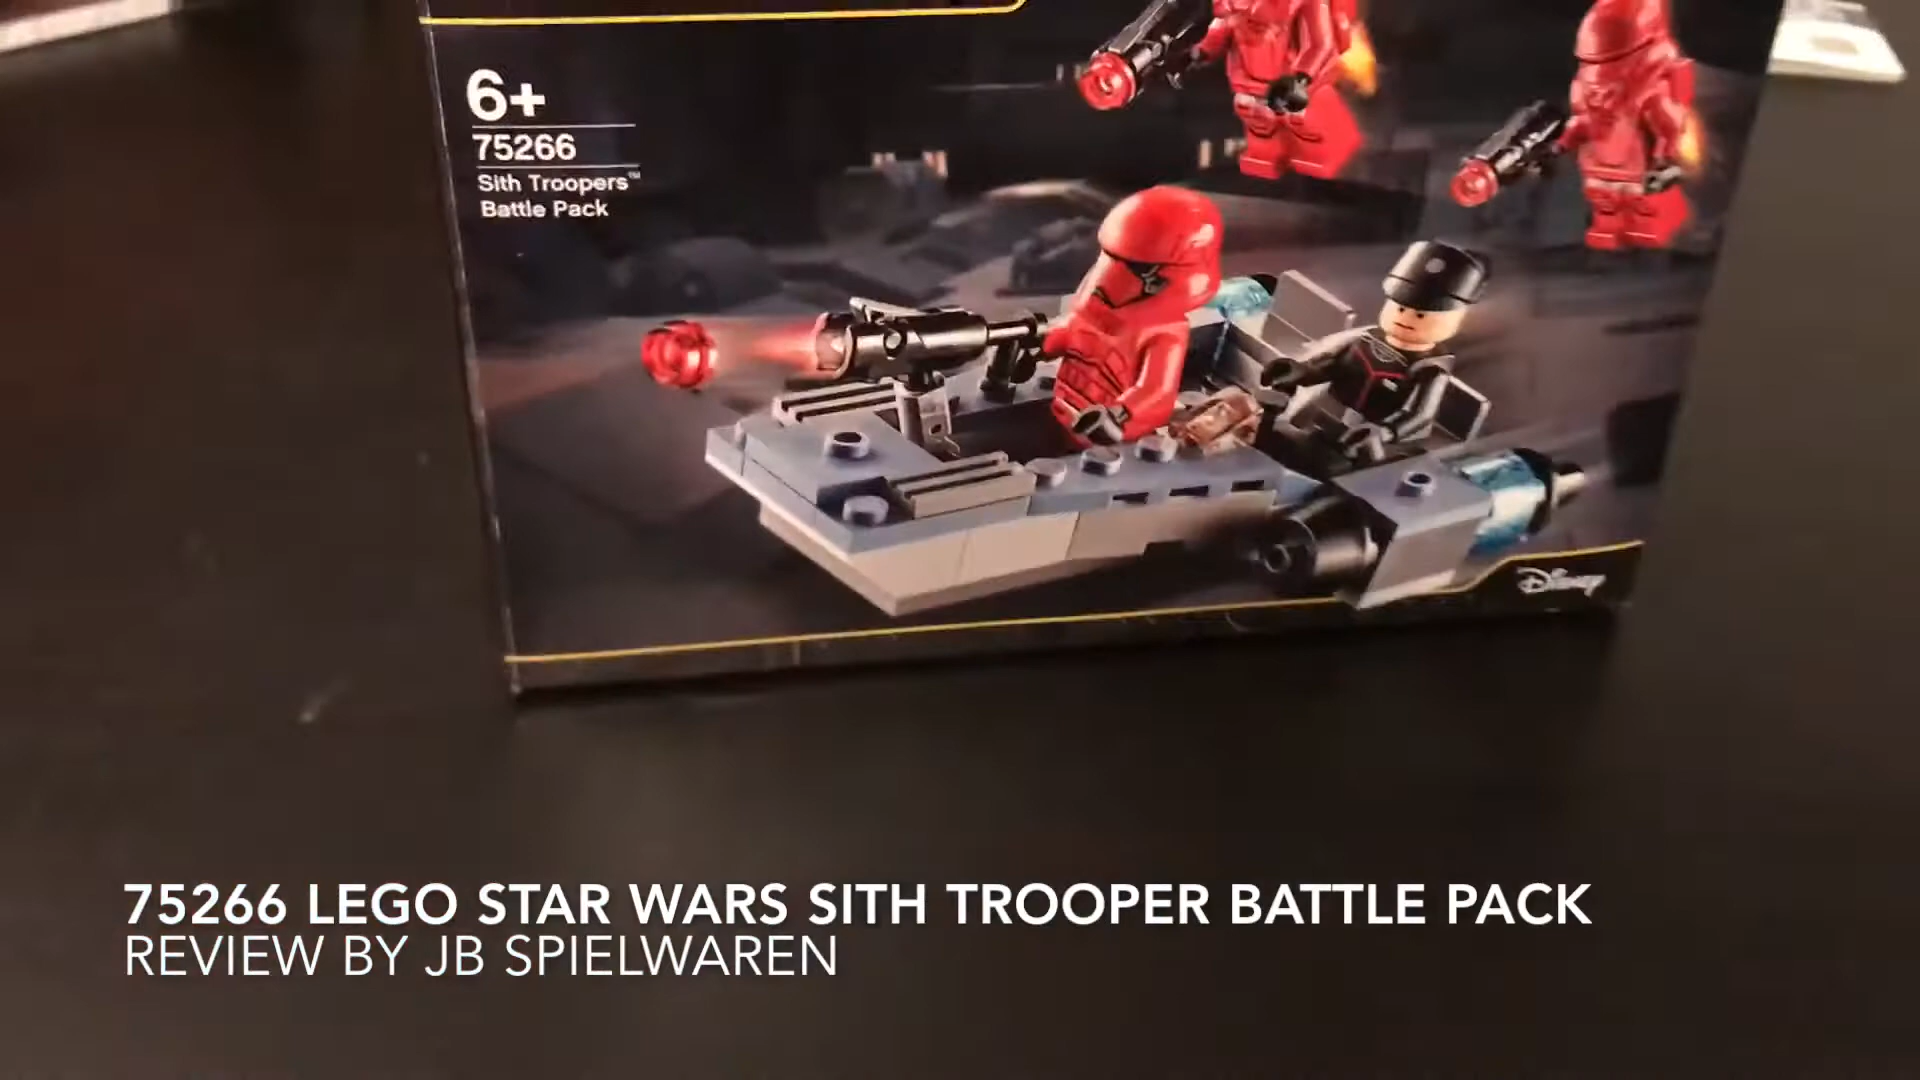 6+
75266
Sith Troopers™
Battle Pack
Disney
75266 LEGO STAR WARS SITH TROOPER BATTLE PACK
REVIEW BY JB SPIELWAREN